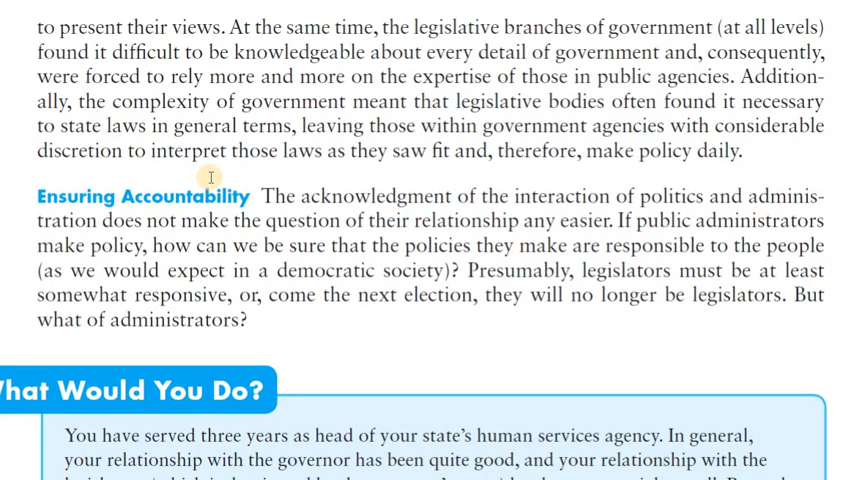 to present their views. At the same time, the legislative branches of government (at all levels)
found it difficult to be knowledgeable about every detail of government and, consequently,
were forced to rely more and more on the expertise of those in public agencies. Addition-
ally, the complexity of government meant that legislative bodies often found it necessary
to state laws in general terms, leaving those within government agencies with considerable
discretion to interpret those laws as they saw fit and, therefore, make policy daily.
Ensuring Accountability The acknowledgment of the interaction of politics and adminis-
tration does not make the question of their relationship any easier. If public administrators
make policy, how can we be sure that the policies they make are responsible to the people
(as we would expect in a democratic society)? Presumably, legislators must be at least
somewhat responsive, or, come the next election, they will no longer be legislators. But
what of administrators?
What Would You Do?
You have served three years as head of your state's human services agency. In general,
your relationship with the governor has been quite good, and your relationship with the